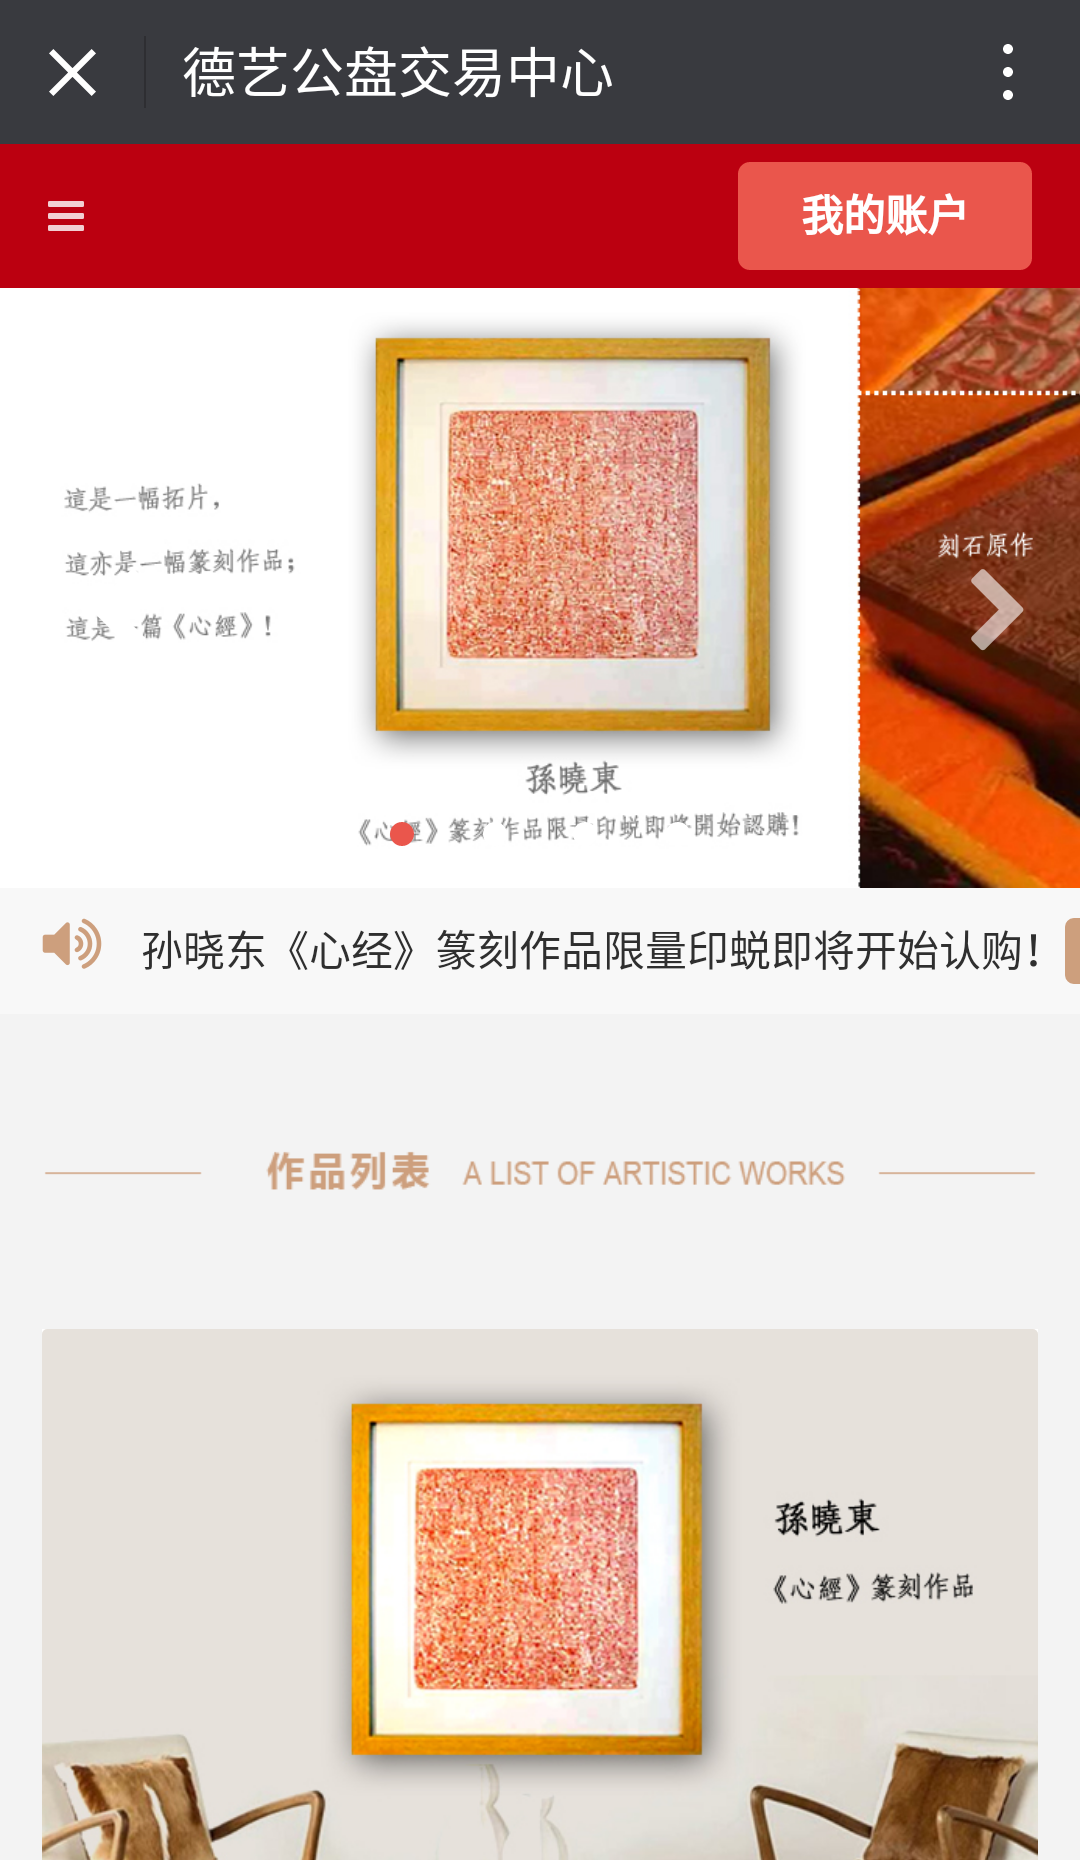 德艺公盘交易中心
我的账户
這是一幅拓片，
這亦是一幅篆刻作品；
這是一篇《心經》！
刻石原作
孫曉東
《心經》篆刻作品限量印蜕即將開始認購！
孙晓东《心经》篆刻作品限量印蜕即将开始认购！
作品列表 A LIST OF ARTISTIC WORKS
孫曉東
《心經》篆刻作品